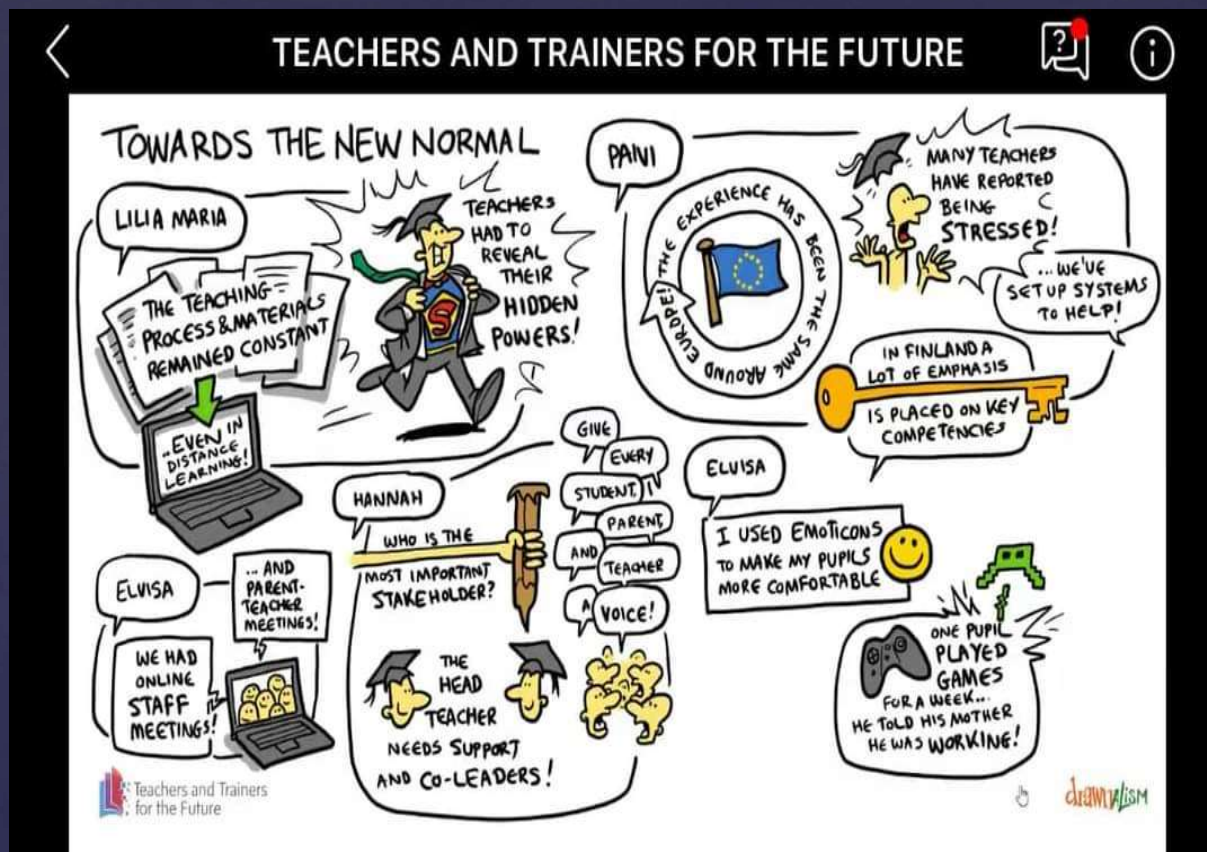 TEACHERS AND TRAINERS FOR THE FUTURE
?
i
TOWARDS THE NEW NORMAL
LILIA MARIA
THE TEACHING
PROCESS & MATERIALS
REMAINED CONSTANT
...EVEN IN
DISTANCE
LEARNING!
S
TEACHERS
HAD TO
REVEAL
THEIR
HIDDEN
POWERS!
PAIVI
THE EXPERIENCE HAS BEEN THE SAME AROUND EUROPE!
MANY TEACHERS
HAVE REPORTED
BEING
STRESSED!
... WE'VE
SET UP SYSTEMS
TO HELP!
IN FINLAND A
LOT OF EMPHASIS
IS PLACED ON KEY
COMPETENCIES
ELVISA
WE HAD
ONLINE
STAFF
MEETINGS!
... AND
PARENT-
TEACHER
MEETINGS!
HANNAH
WHO IS THE
MOST IMPORTANT
STAKEHOLDER?
GIVE
EVERY
STUDENT,
PARENT,
AND
TEACHER
A
VOICE!
THE
HEAD
TEACHER
NEEDS SUPPORT
AND CO-LEADERS!
ELVISA
I USED EMOTICONS
TO MAKE MY PUPILS
MORE COMFORTABLE
ONE PUPIL
PLAYED
GAMES
FOR A WEEK...
HE TOLD HIS MOTHER
HE WAS WORKING!
Teachers and Trainers
for the Future
drawnalism